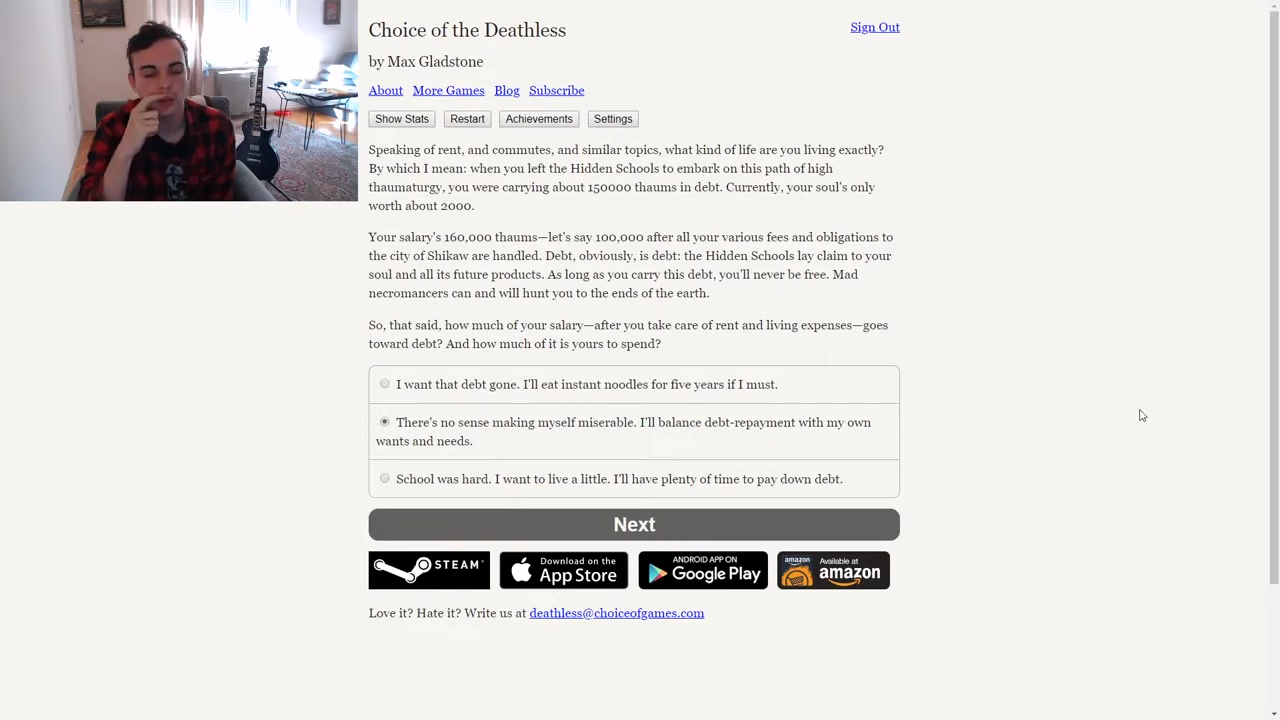 Choice of the Deathless
Sign Out
by Max Gladstone
About More Games Blog Subscribe
Show Stats Restart Achievements Settings
Speaking of rent, and commutes, and similar topics, what kind of life are you living exactly?
By which I mean: when you left the Hidden Schools to embark on this path of high
thaumaturgy, you were carrying about 150000 thaums in debt. Currently, your soul's only
worth about 2000.
Your salary's 160,000 thaums—let's say 100,000 after all your various fees and obligations to
the city of Shikaw are handled. Debt, obviously, is debt: the Hidden Schools lay claim to your
soul and all its future products. As long as you carry this debt, you'll never be free. Mad
necromancers can and will hunt you to the ends of the earth.
So, that said, how much of your salary—after you take care of rent and living expenses—goes
toward debt? And how much of it is yours to spend?
I want that debt gone. I'll eat instant noodles for five years if I must.
There's no sense making myself miserable. I'll balance debt-repayment with my own
wants and needs.
School was hard. I want to live a little. I'll have plenty of time to pay down debt.
Next
STEAM
Download on the
App Store
ANDROID APP ON
Google Play
amazon
Available at
amazon
Love it? Hate it? Write us at deathless@choiceofgames.com